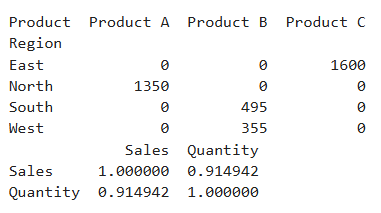 Product Product A Product B Product C
Region
East 0 0 1600
North 1350 0 0
South 0 495 0
West 0 355 0
Sales Quantity
Sales 1.000000 0.914942
Quantity 0.914942 1.000000